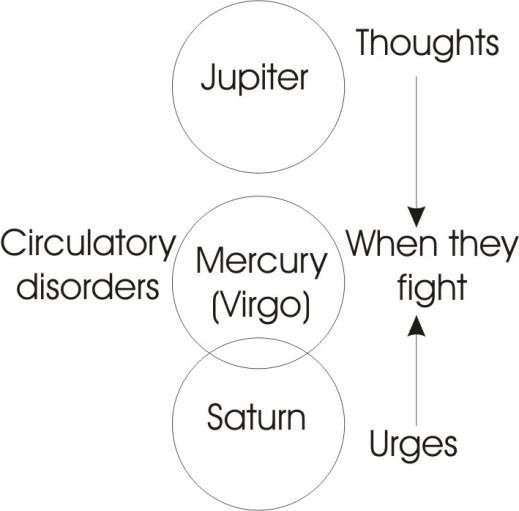 Thoughts
Jupiter
Circulatory
disorders
Mercury
(Virgo)
When they
fight
Saturn
Urges